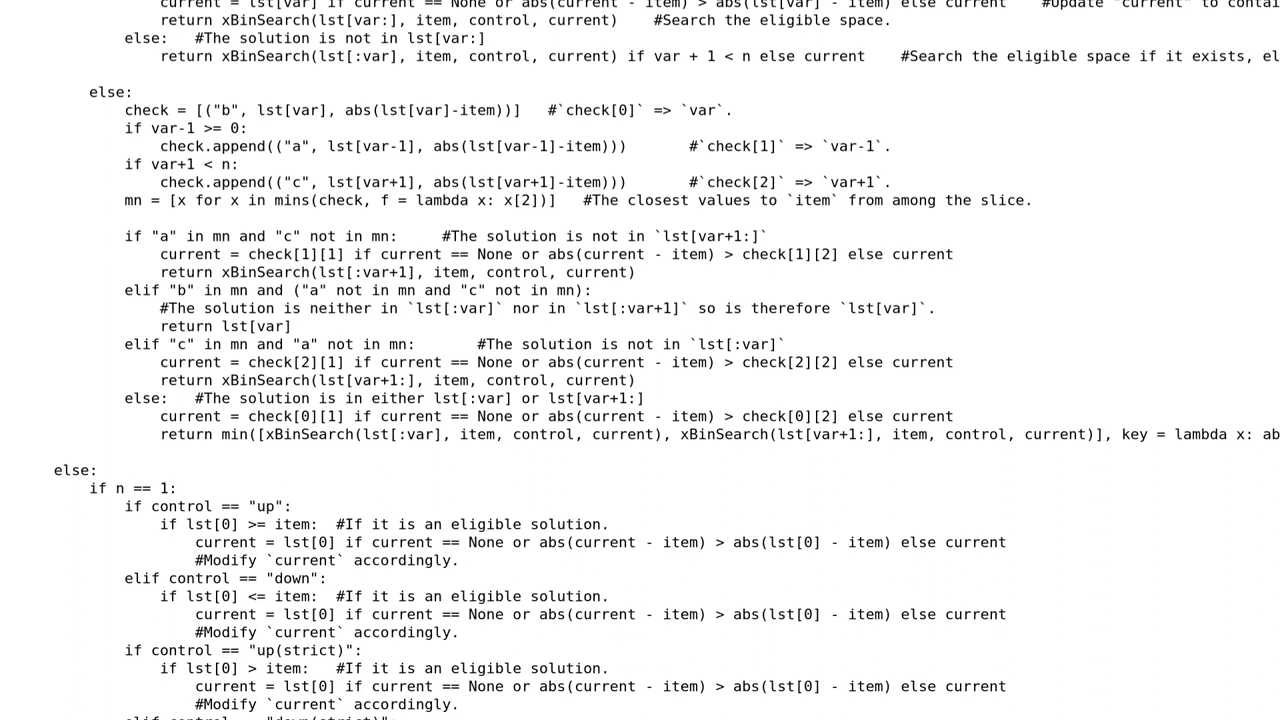 current = lst[var] if current == None or abs(current - item) > abs(lst[var] - item) else current    #Update "current" to contai
return xBinSearch(lst[var:], item, control, current)    #Search the eligible space.
else:   #The solution is not in lst[var:]
return xBinSearch(lst[:var], item, control, current) if var + 1 < n else current    #Search the eligible space if it exists, el
else:
check = [("b", lst[var], abs(lst[var]-item))]   #`check[0]` => `var`.
if var-1 >= 0:
check.append(("a", lst[var-1], abs(lst[var-1]-item)))       #`check[1]` => `var-1`.
if var+1 < n:
check.append(("c", lst[var+1], abs(lst[var+1]-item)))       #`check[2]` => `var+1`.
mn = [x for x in mins(check, f = lambda x: x[2])]   #The closest values to `item` from among the slice.
if "a" in mn and "c" not in mn:     #The solution is not in `lst[var+1:]`
current = check[1][1] if current == None or abs(current - item) > check[1][2] else current
return xBinSearch(lst[:var+1], item, control, current)
elif "b" in mn and ("a" not in mn and "c" not in mn):
#The solution is neither in `lst[:var]` nor in `lst[:var+1]` so is therefore `lst[var]`.
return lst[var]
elif "c" in mn and "a" not in mn:       #The solution is not in `lst[:var]`
current = check[2][1] if current == None or abs(current - item) > check[2][2] else current
return xBinSearch(lst[var+1:], item, control, current)
else:   #The solution is in either lst[:var] or lst[var+1:]
current = check[0][1] if current == None or abs(current - item) > check[0][2] else current
return min([xBinSearch(lst[:var], item, control, current), xBinSearch(lst[var+1:], item, control, current)], key = lambda x: ab
else:
if n == 1:
if control == "up":
if lst[0] >= item:  #If it is an eligible solution.
current = lst[0] if current == None or abs(current - item) > abs(lst[0] - item) else current
#Modify `current` accordingly.
elif control == "down":
if lst[0] <= item:  #If it is an eligible solution.
current = lst[0] if current == None or abs(current - item) > abs(lst[0] - item) else current
#Modify `current` accordingly.
if control == "up(strict)":
if lst[0] > item:   #If it is an eligible solution.
current = lst[0] if current == None or abs(current - item) > abs(lst[0] - item) else current
#Modify `current` accordingly.
elif control == "down(strict)":